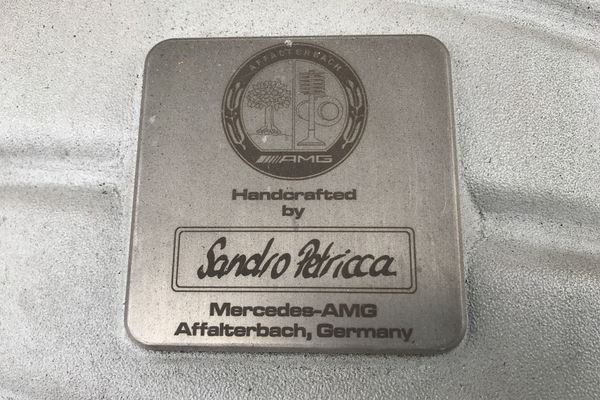 AFFALTERBACH
AMG
Handcrafted
by
Sandro Petricca
Mercedes-AMG
Affalterbach, Germany